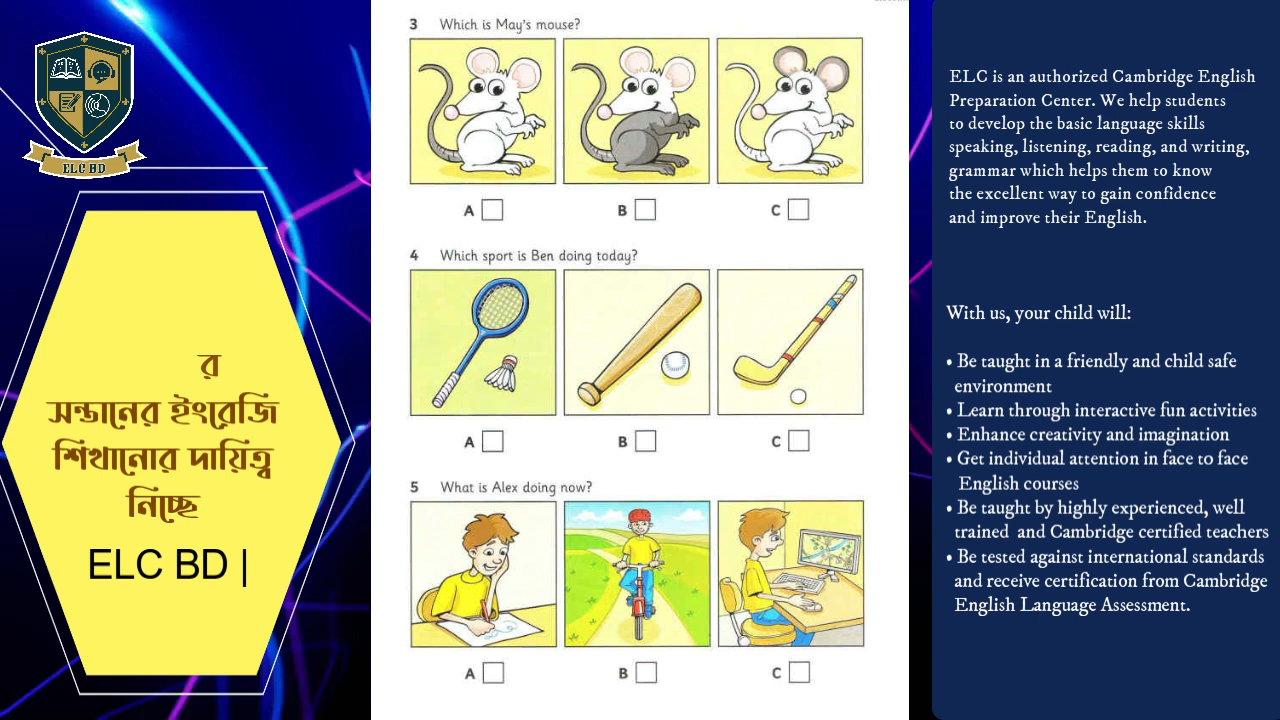 ELC BD
র
সন্তানের ইংরেজি
শিখানোর দায়িত্ব
নিচ্ছে
ELC BD |
3 Which is May's mouse?
A B C
4 Which sport is Ben doing today?
A B C
5 What is Alex doing now?
A B C
ELC is an authorized Cambridge English
Preparation Center. We help students
to develop the basic language skills
speaking, listening, reading, and writing,
grammar which helps them to know
the excellent way to gain confidence
and improve their English.
With us, your child will:
• Be taught in a friendly and child safe
environment
• Learn through interactive fun activities
• Enhance creativity and imagination
• Get individual attention in face to face
English courses
• Be taught by highly experienced, well
trained and Cambridge certified teachers
• Be tested against international standards
and receive certification from Cambridge
English Language Assessment.